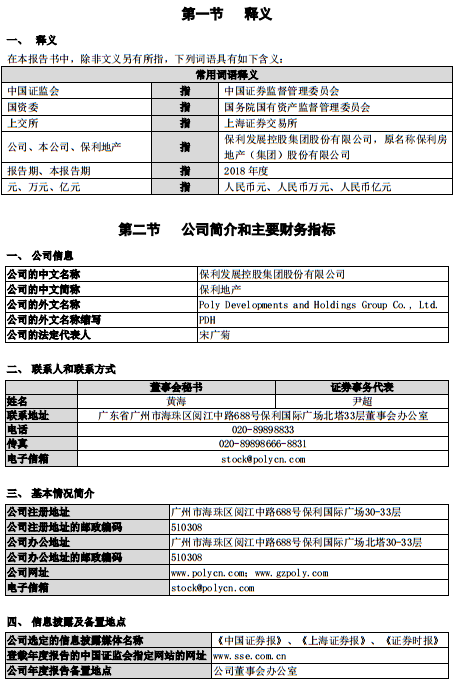 第一节 释义
一、 释义
在本报告书中，除非文义另有所指，下列词语具有如下含义：
常用词语释义
中国证监会 指 中国证券监督管理委员会
国资委 指 国务院国有资产监督管理委员会
上交所 指 上海证券交易所
公司、本公司、保利地产 指 保利发展控股集团股份有限公司，原名称保利房
地产（集团）股份有限公司
报告期、本报告期 指 2018 年度
元、万元、亿元 指 人民币元、人民币万元、人民币亿元
第二节 公司简介和主要财务指标
一、 公司信息
公司的中文名称 保利发展控股集团股份有限公司
公司的中文简称 保利地产
公司的外文名称 Poly Developments and Holdings Group Co., Ltd.
公司的外文名称缩写 PDH
公司的法定代表人 宋广菊
二、 联系人和联系方式
董事会秘书 证券事务代表
姓名 黄海 尹超
联系地址 广东省广州市海珠区阅江中路688号保利国际广场北塔33层董事会办公室
电话 020-89898833
传真 020-89898666-8831
电子信箱 stock@polycn.com
三、 基本情况简介
公司注册地址 广州市海珠区阅江中路688号保利国际广场30-33层
公司注册地址的邮政编码 510308
公司办公地址 广州市海珠区阅江中路688号保利国际广场北塔30-33层
公司办公地址的邮政编码 510308
公司网址 www.polycn.com; www.gzpoly.com
电子信箱 stock@polycn.com
四、 信息披露及备置地点
公司选定的信息披露媒体名称 《中国证券报》、《上海证券报》、《证券时报》
登载年度报告的中国证监会指定网站的网址 www.sse.com.cn
公司年度报告备置地点 公司董事会办公室